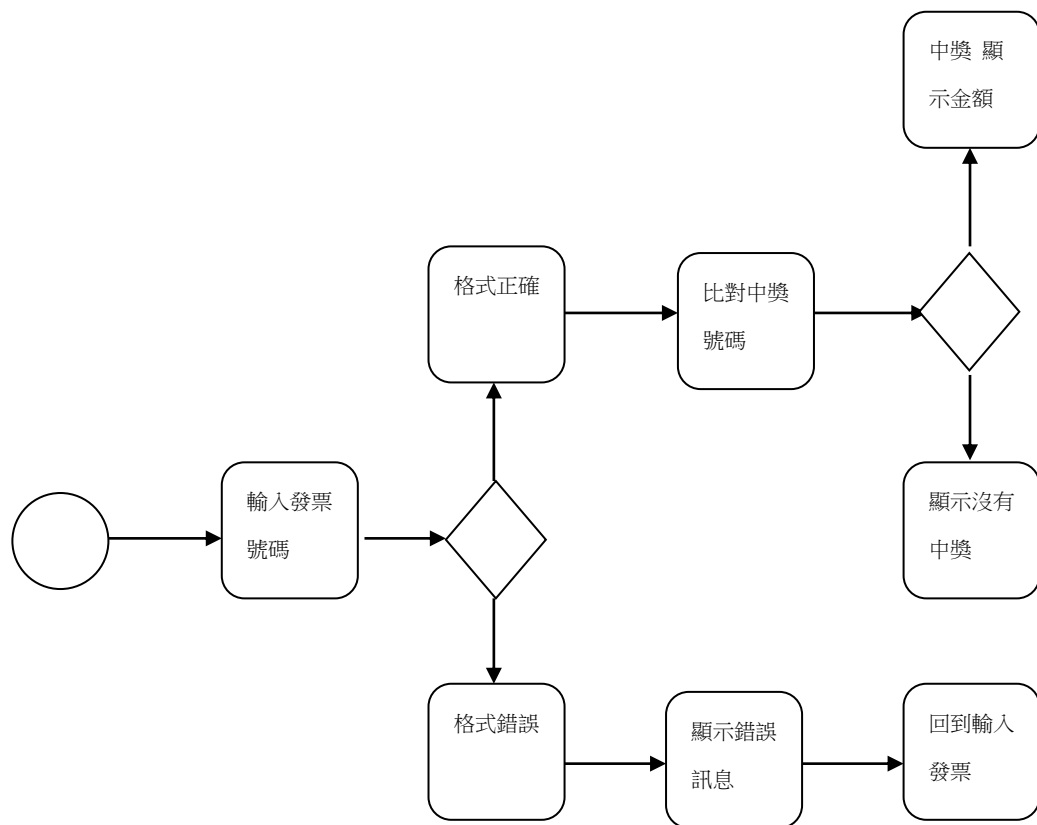 中獎 顯
示金額
格式正確
比對中獎
號碼
輸入發票
號碼
顯示沒有
中獎
格式錯誤
顯示錯誤
訊息
回到輸入
發票